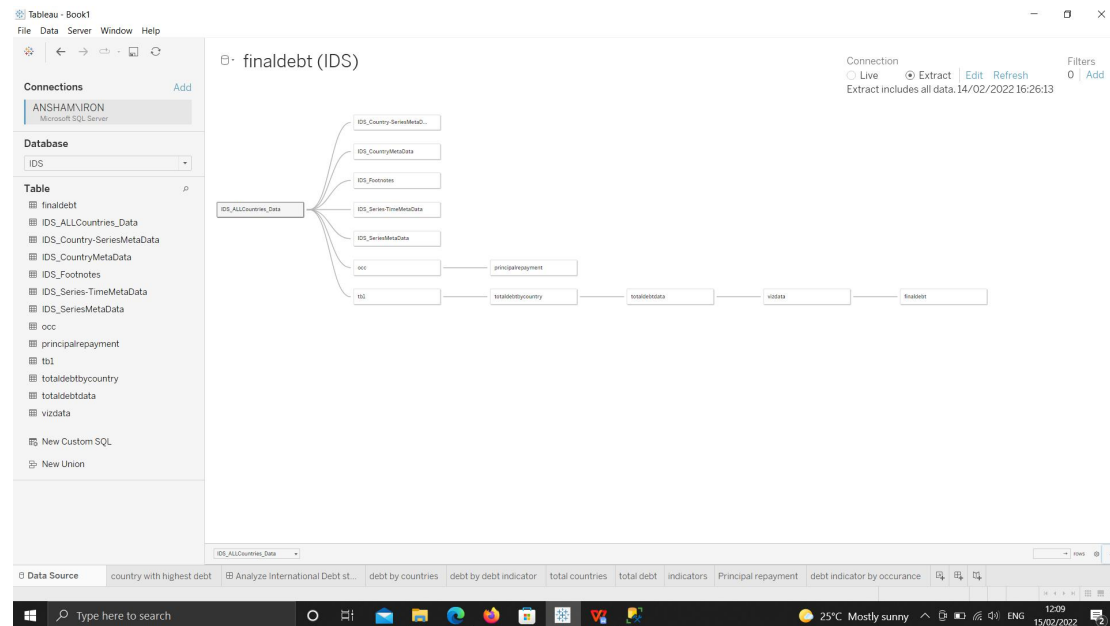 Tableau - Book1
File Data Server Window Help
finaldebt (IDS)
Connection
Live Extract Edit Refresh
Extract includes all data. 14/02/2022 16:26:13
Filters
0 Add
Connections Add
ANSHAM\IRON
Microsoft SQL Server
Database
IDS
Table
finaldebt
IDS_ALLCountries_Data
IDS_Country-SeriesMetaData
IDS_CountryMetaData
IDS_Footnotes
IDS_Series-TimeMetaData
IDS_SeriesMetaData
occ
principalrepayment
tb1
totaldebtbycountry
totaldebtdata
vizdata
New Custom SQL
New Union
IDS_Country-SeriesMetaD...
IDS_CountryMetaData
IDS_Footnotes
IDS_ALLCountries_Data IDS_Series-TimeMetaData
IDS_SeriesMetaData
occ principalrepayment
tb1 totaldebtbycountry totaldebtdata vizdata finaldebt
IDS_ALLCountries_Data rows
Data Source country with highest debt Analyze International Debt st... debt by countries debt by debt indicator total countries total debt indicators Principal repayment debt indicator by occurance
Type here to search 25°C Mostly sunny ENG 12:09
15/02/2022